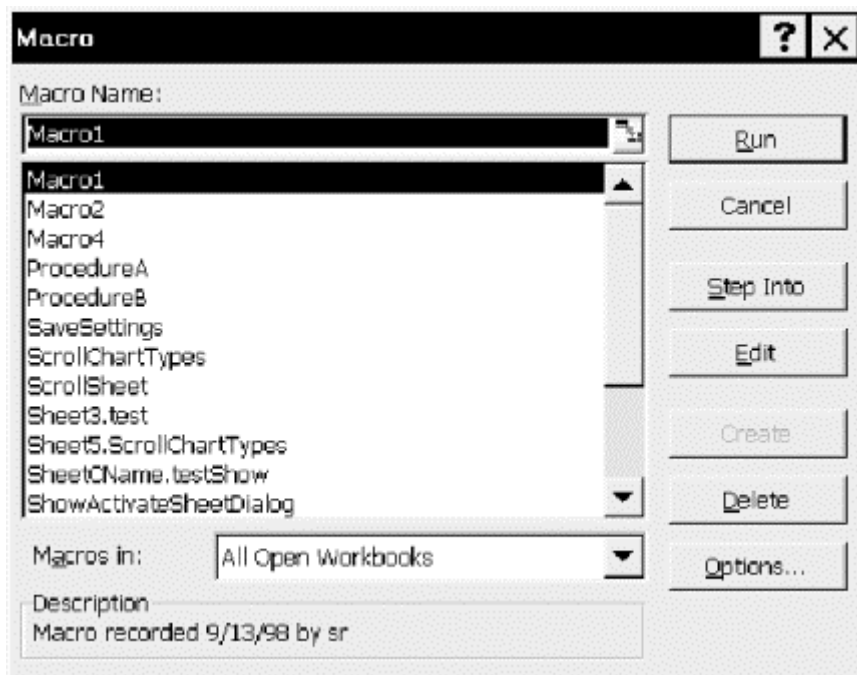 Macro
Macro Name:
Macro1
Run
Macro1
Macro2
Cancel
Macro4
ProcedureA
ProcedureB
Step Into
SaveSettings
ScrollChartTypes
Edit
ScrollSheet
Sheet3.test
Sheet5.ScrollChartTypes
Create
SheetCName.testShow
ShowActivateSheetDialog
Delete
Macros in:
All Open Workbooks
Options...
Description
Macro recorded 9/13/98 by sr